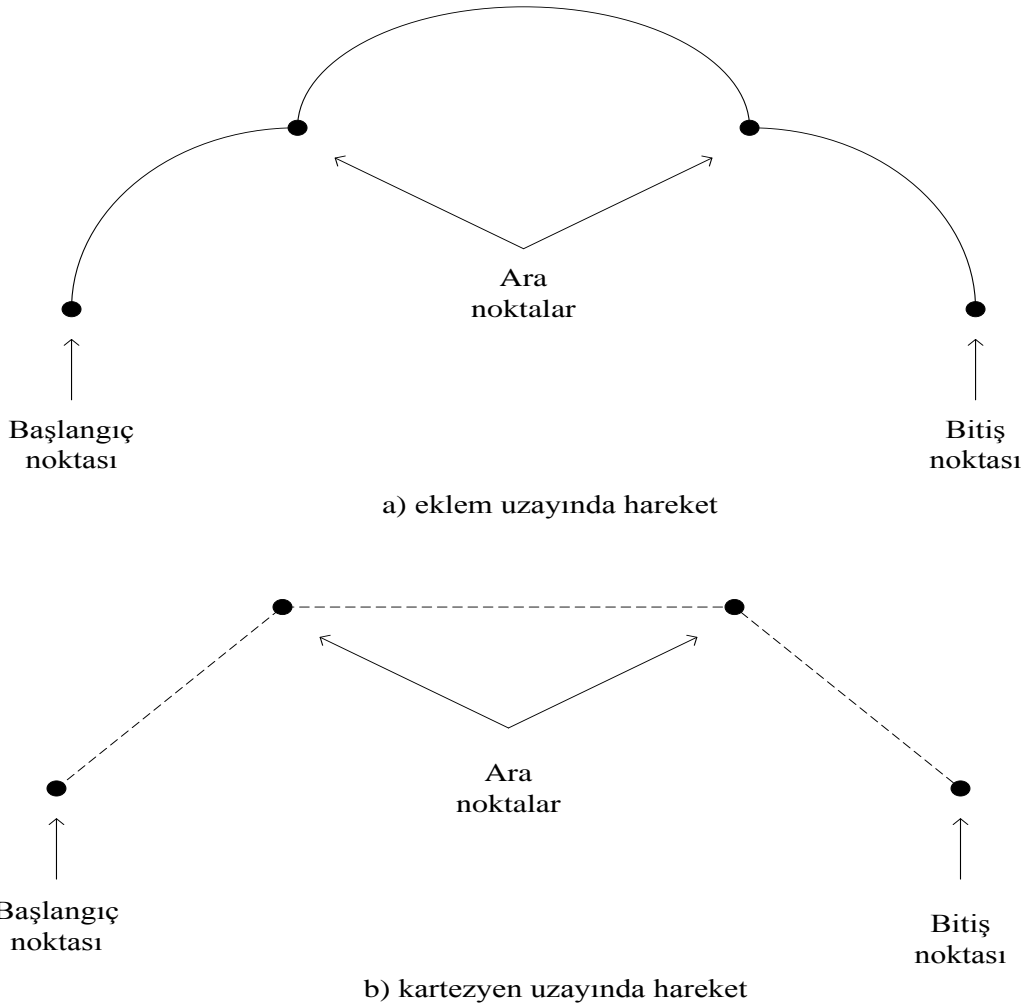 Ara
noktalar
Başlangıç
noktası
Bitiş
noktası
a) eklem uzayında hareket
Ara
noktalar
Başlangıç
noktası
Bitiş
noktası
b) kartezyen uzayında hareket